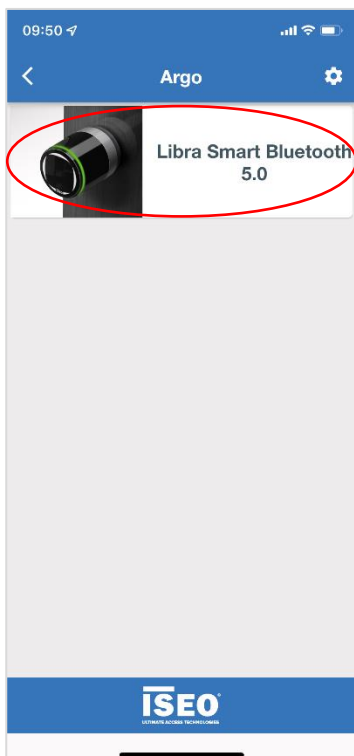 09:50
Argo
Libra Smart Bluetooth
5.0
ISEO
ULTIMATE ACCESS TECHNOLOGIES